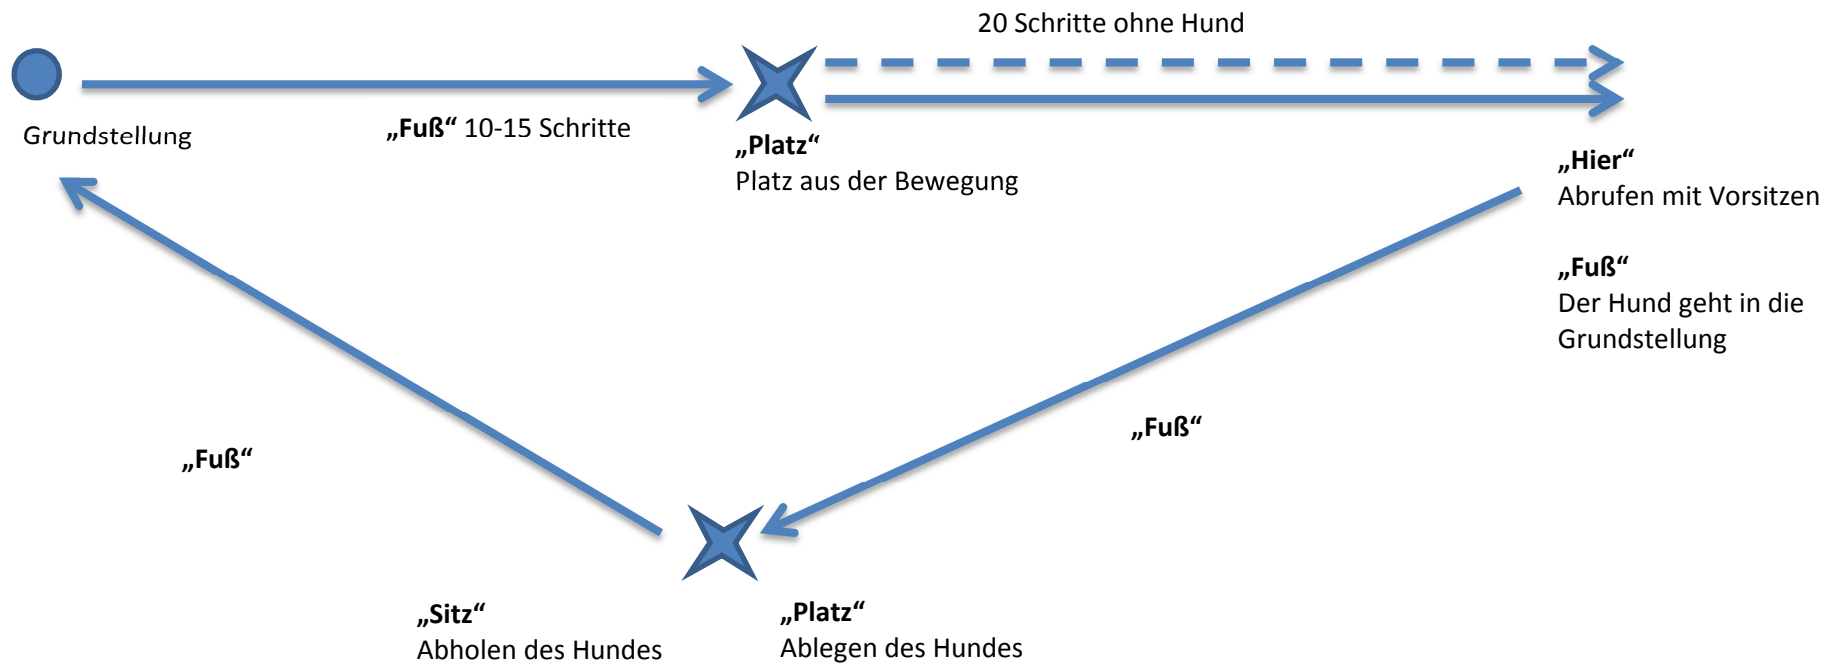 20 Schritte ohne Hund
Grundstellung
„Fuß“ 10-15 Schritte
„Platz“
Platz aus der Bewegung
„Hier“
Abrufen mit Vorsitzen
„Fuß“
Der Hund geht in die
Grundstellung
„Fuß“
„Fuß“
„Sitz“
Abholen des Hundes
„Platz“
Ablegen des Hundes